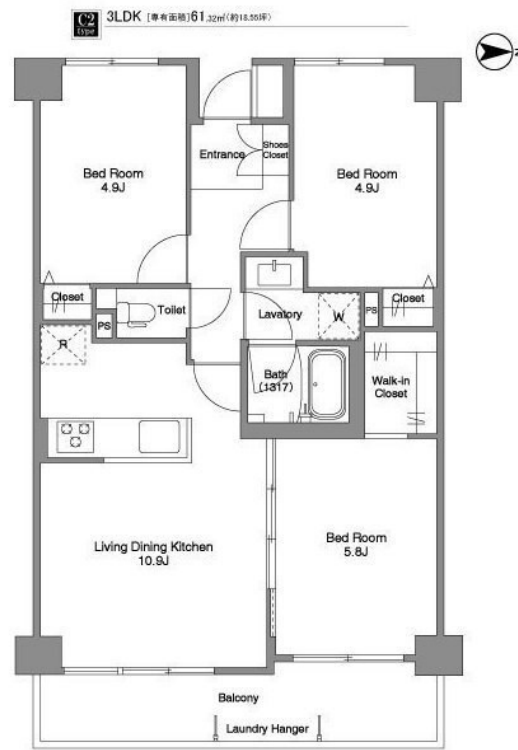 C2 type
3LDK [専有面積]61.32㎡(約18.55坪)
N
Entrance
Shoes Closet
Bed Room
4.9J
Bed Room
4.9J
Closet
Toilet
PS
Lavatory
W
PS
Closet
R
Bath
(1317)
Walk-in
Closet
Living Dining Kitchen
10.9J
Bed Room
5.8J
Balcony
Laundry Hanger